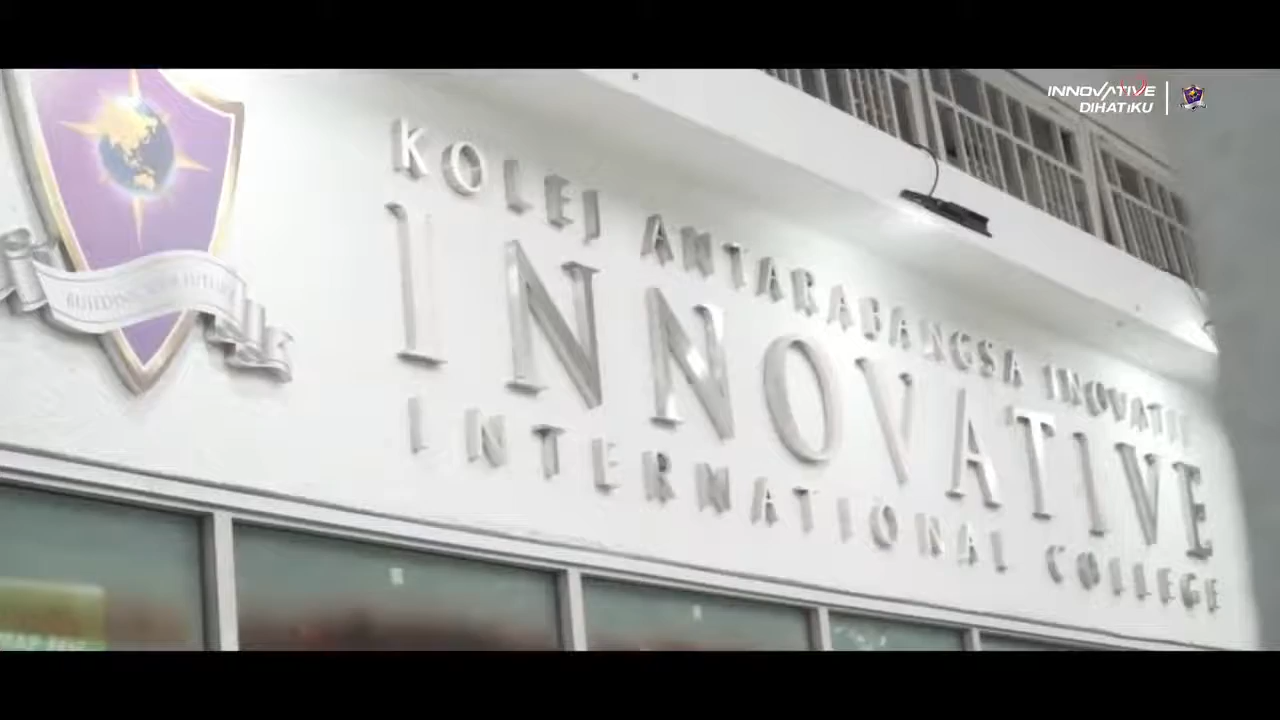 INNOVATIVE
DIHATIKU
KOLEJ ANTARABANGSA INOVATIF
INNOVATIVE
INTERNATIONAL COLLEGE